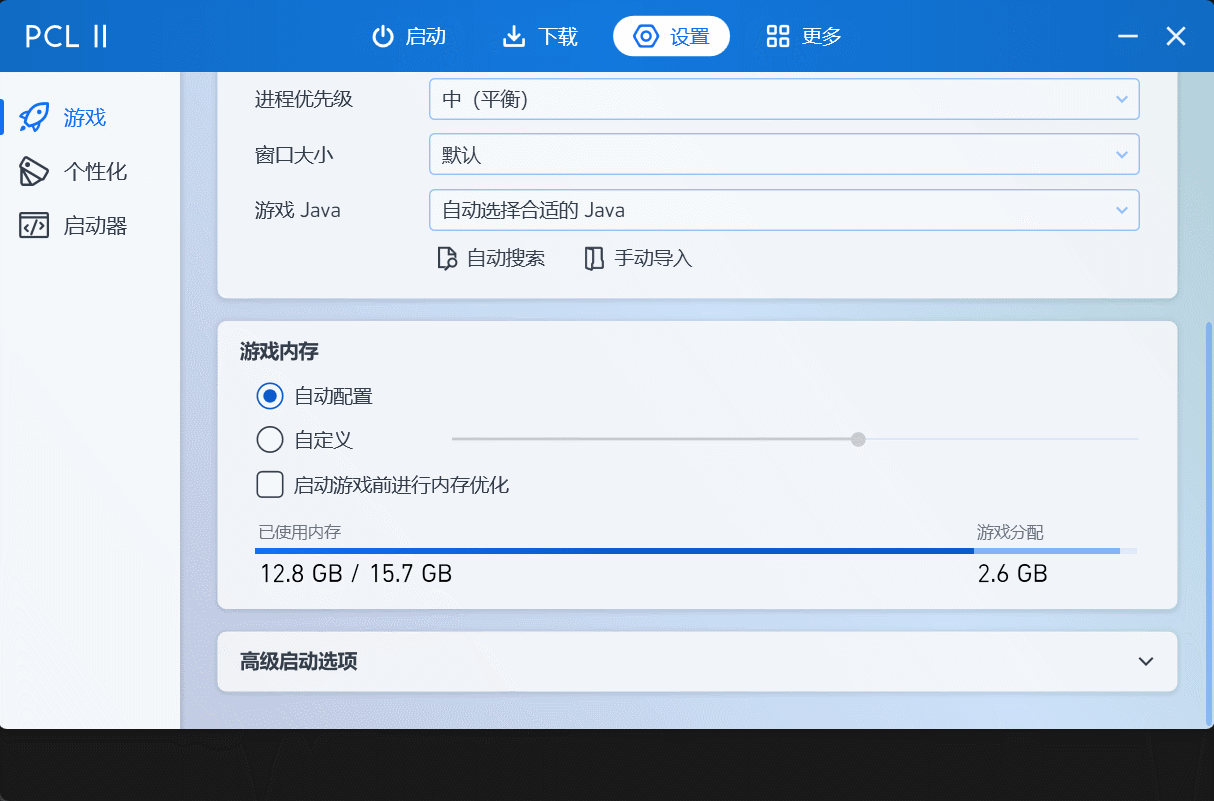 PCL II
启动 下载 设置 更多
游戏
个性化
启动器
进程优先级 中（平衡）
窗口大小 默认
游戏 Java 自动选择合适的 Java
自动搜索 手动导入
游戏内存
自动配置
自定义
启动游戏前进行内存优化
已使用内存 游戏分配
12.8 GB / 15.7 GB 2.6 GB
高级启动选项